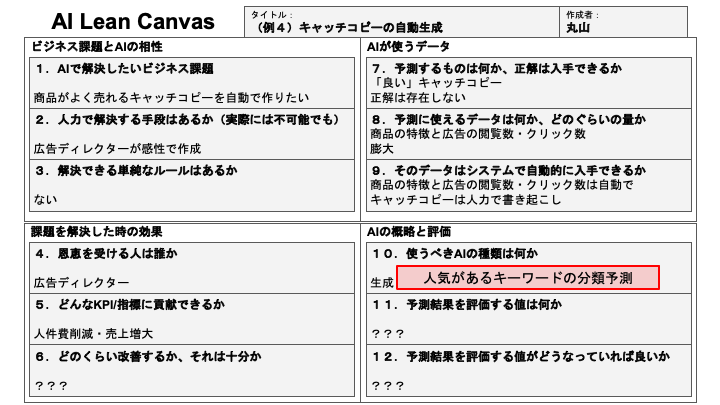 AI Lean Canvas
タイトル：
（例４）キャッチコピーの自動生成
作成者：
丸山
ビジネス課題とAIの相性
１．AIで解決したいビジネス課題
商品がよく売れるキャッチコピーを自動で作りたい
２．人力で解決する手段はあるか（実際には不可能でも）
広告ディレクターが感性で作成
３．解決できる単純なルールはあるか
ない
AIが使うデータ
７．予測するものは何か、正解は入手できるか
「良い」キャッチコピー
正解は存在しない
８．予測に使えるデータは何か、どのぐらいの量か
商品の特徴と広告の閲覧数・クリック数
膨大
９．そのデータはシステムで自動的に入手できるか
商品の特徴と広告の閲覧数・クリック数は自動で
キャッチコピーは人力で書き起こし
課題を解決した時の効果
４．恩恵を受ける人は誰か
広告ディレクター
５．どんなKPI/指標に貢献できるか
人件費削減・売上増大
６．どのくらい改善するか、それは十分か
？？？
AIの概略と評価
１０．使うべきAIの種類は何か
生成 人気があるキーワードの分類予測
１１．予測結果を評価する値は何か
？？？
１２．予測結果を評価する値がどうなっていれば良いか
？？？